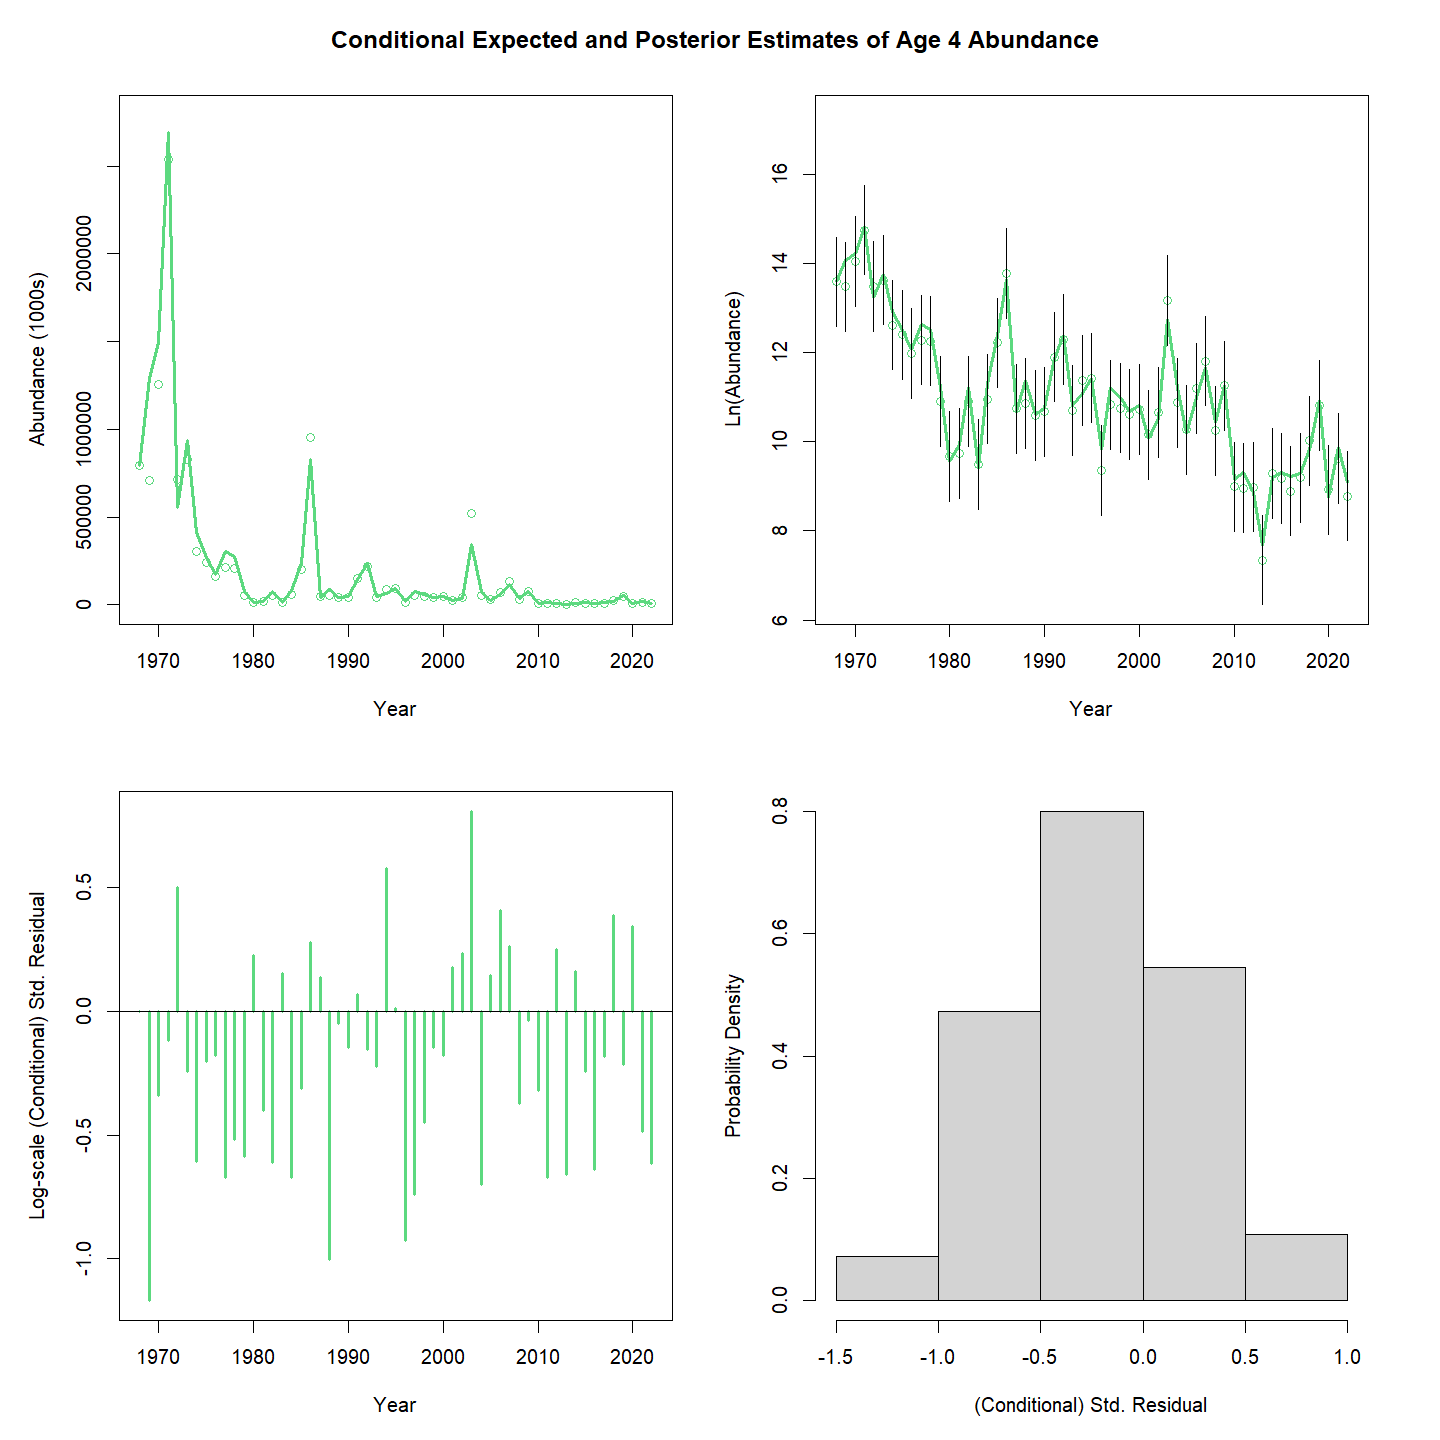 Conditional Expected and Posterior Estimates of Age 4 Abundance
Abundance (1000s)
0 500000 1000000 2000000
1970 1980 1990 2000 2010 2020
Year
Ln(Abundance)
6 8 10 12 14 16
1970 1980 1990 2000 2010 2020
Year
Log-scale (Conditional) Std. Residual
-1.0 -0.5 0.0 0.5
1970 1980 1990 2000 2010 2020
Year
Probability Density
0.0 0.2 0.4 0.6 0.8
-1.5 -1.0 -0.5 0.0 0.5 1.0
(Conditional) Std. Residual